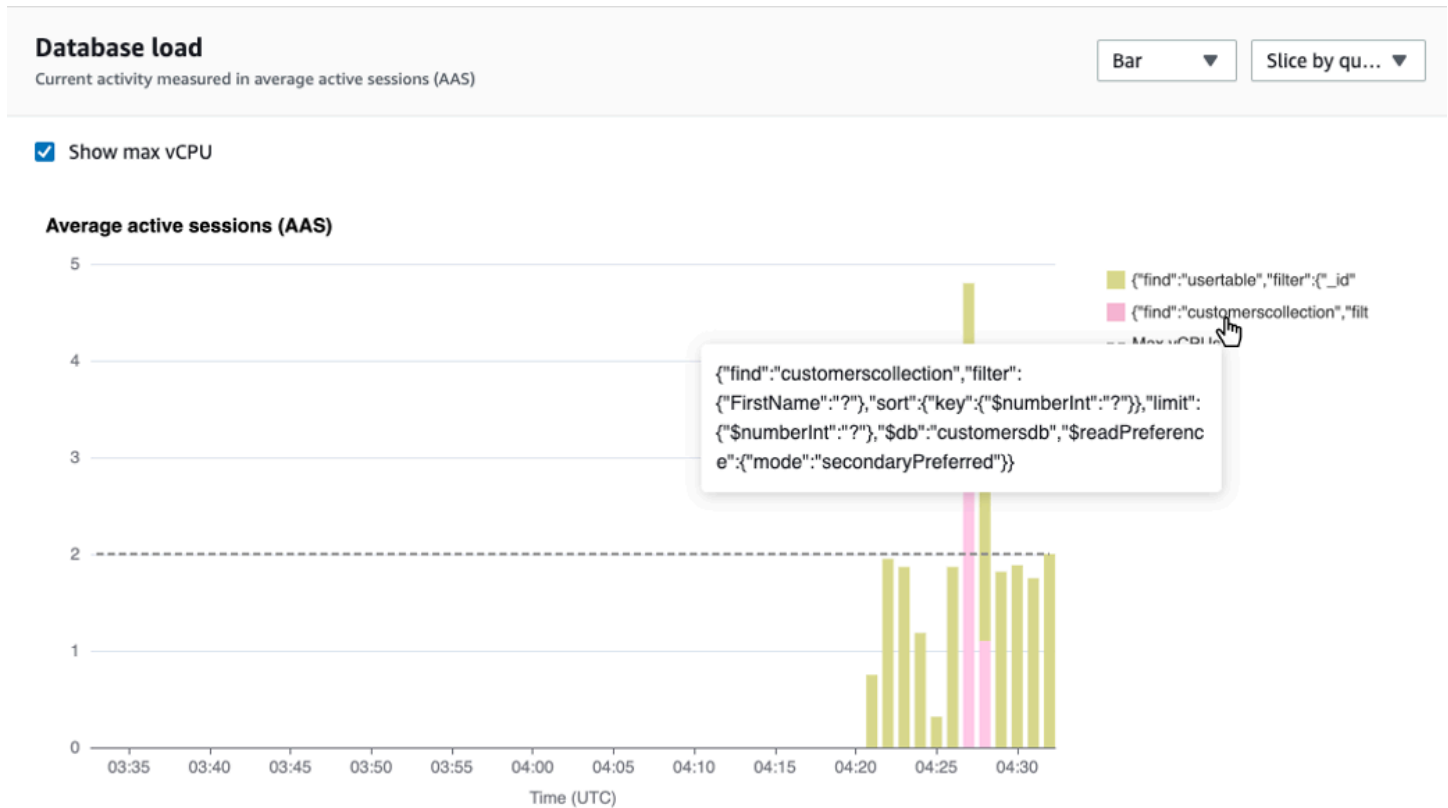 Database load
Current activity measured in average active sessions (AAS)
Bar
Slice by qu...
Show max vCPU
Average active sessions (AAS)
5
4
3
2
1
0
{"find":"usertable","filter":{"_id"
{"find":"customerscollection","filt
Max vCPUs
{"find":"customerscollection","filter":
{"FirstName":"?"},"sort":{"key":{"$numberInt":"?"}},"limit":
{"$numberInt":"?"},"$db":"customersdb","$readPreferenc
e":{"mode":"secondaryPreferred"}}
03:35 03:40 03:45 03:50 03:55 04:00 04:05 04:10 04:15 04:20 04:25 04:30
Time (UTC)